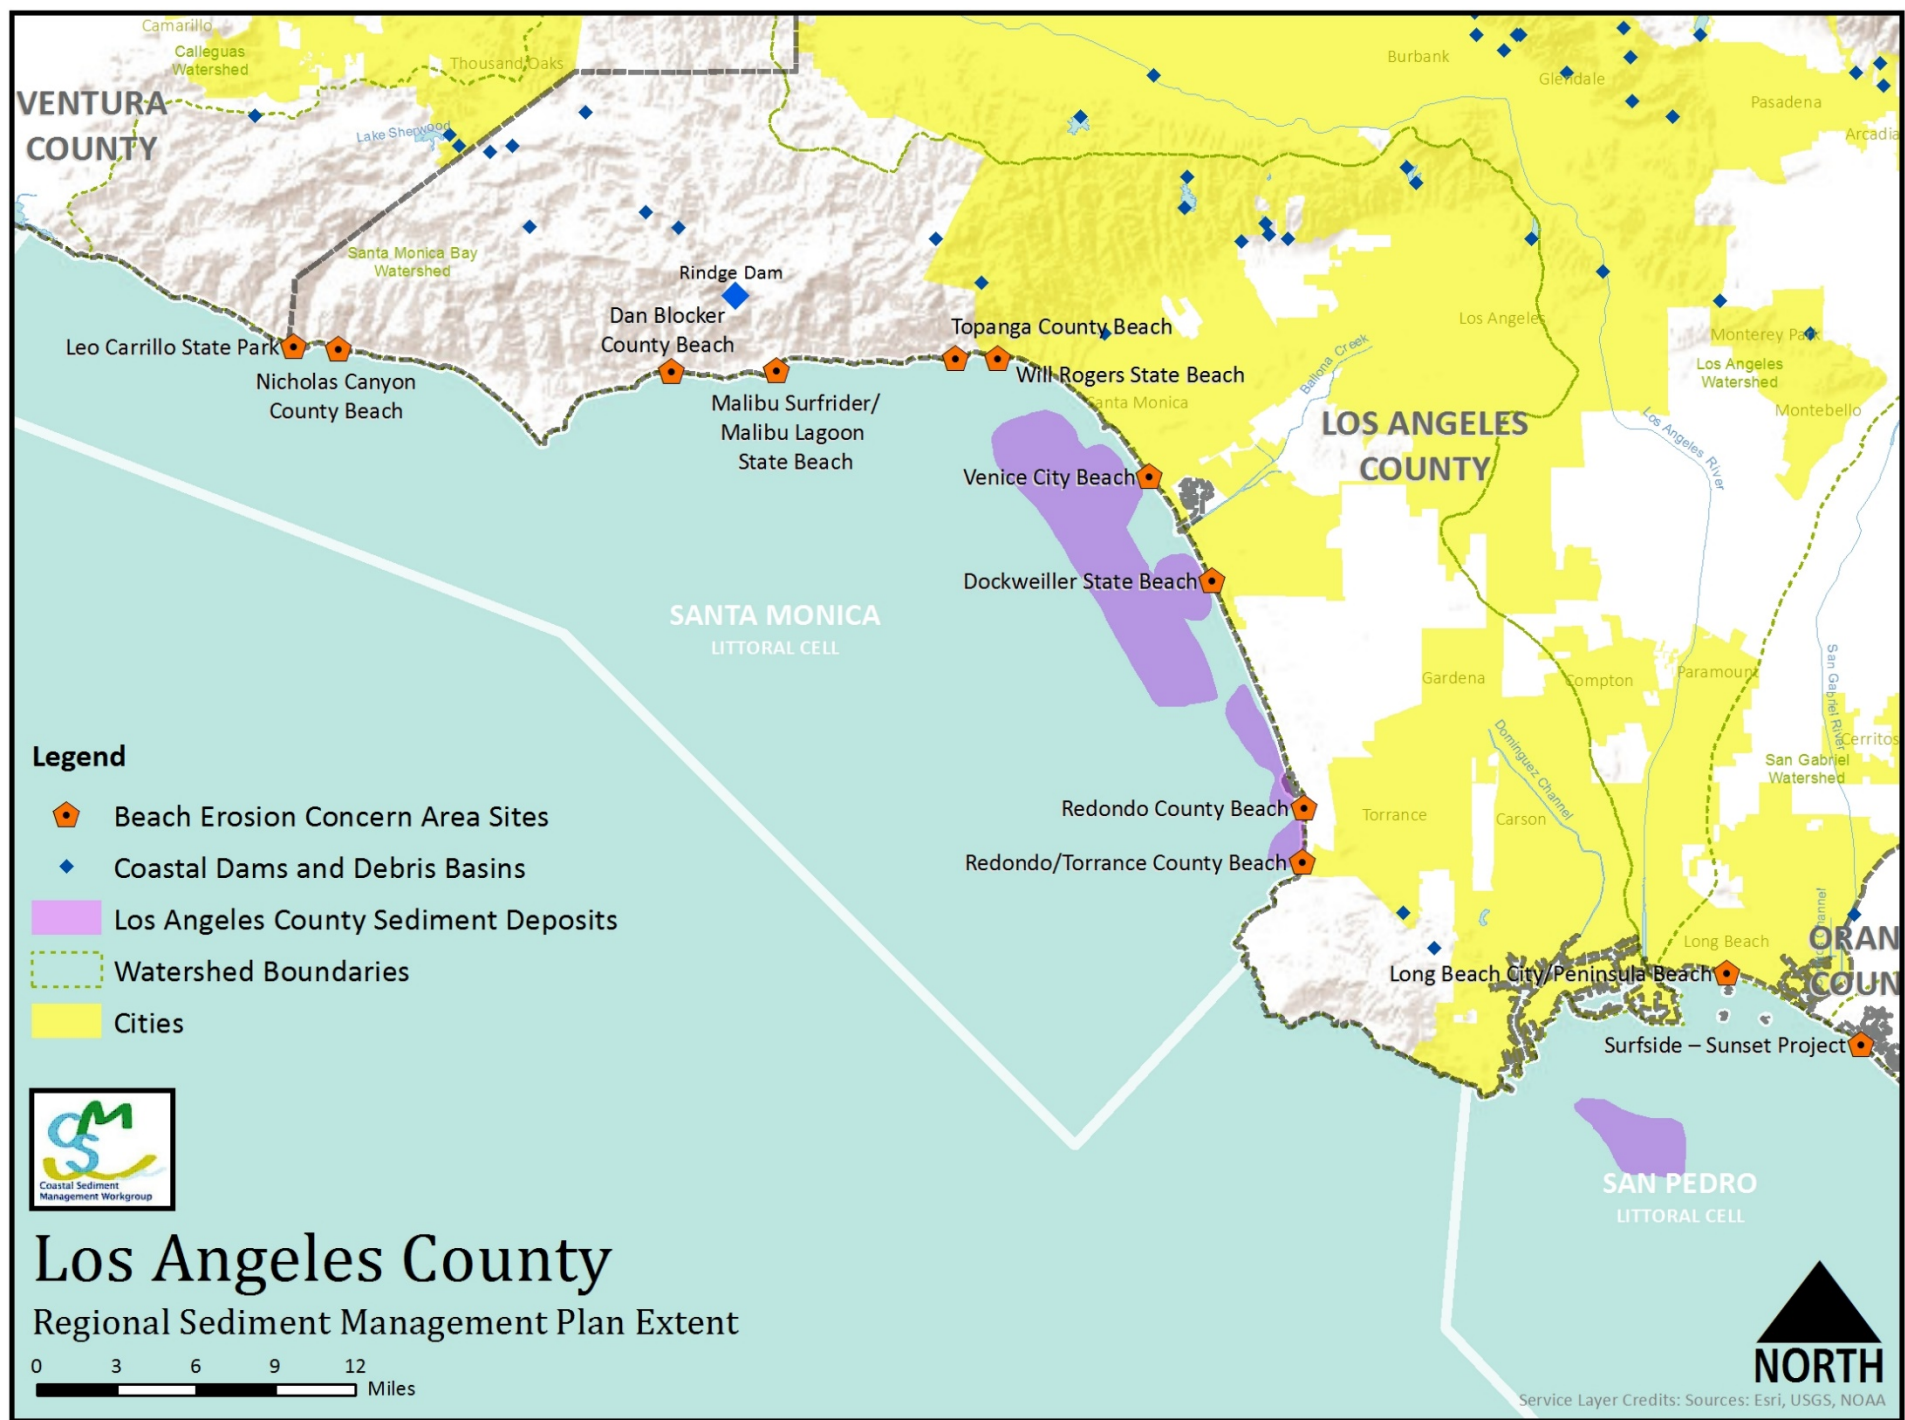 Camarillo
Calleguas
Watershed
Thousand Oaks
VENTURA
COUNTY
Lake Sherwood
Burbank
Glendale
Pasadena
Arcadia
Santa Monica Bay
Watershed
Rindge Dam
Dan Blocker
County Beach
Leo Carrillo State Park
Nicholas Canyon
County Beach
Malibu Surfrider/
Malibu Lagoon
State Beach
Topanga County Beach
Will Rogers State Beach
Santa Monica
Ballona Creek
Los Angeles
Monterey Park
Los Angeles
Watershed
Montebello
LOS ANGELES
COUNTY
Los Angeles River
Venice City Beach
Dockweiller State Beach
SANTA MONICA
LITTORAL CELL
Gardena
Compton
Paramount
San Gabriel River
Cerritos
San Gabriel
Watershed
Dominguez Channel
Torrance
Carson
Redondo County Beach
Redondo/Torrance County Beach
Long Beach
Channel
ORAN
COUN
Long Beach City/Peninsula Beach
Surfside – Sunset Project
SAN PEDRO
LITTORAL CELL
Legend
Beach Erosion Concern Area Sites
Coastal Dams and Debris Basins
Los Angeles County Sediment Deposits
Watershed Boundaries
Cities
CSM
Coastal Sediment
Management Workgroup
Los Angeles County
Regional Sediment Management Plan Extent
0 3 6 9 12
Miles
NORTH
Service Layer Credits: Sources: Esri, USGS, NOAA